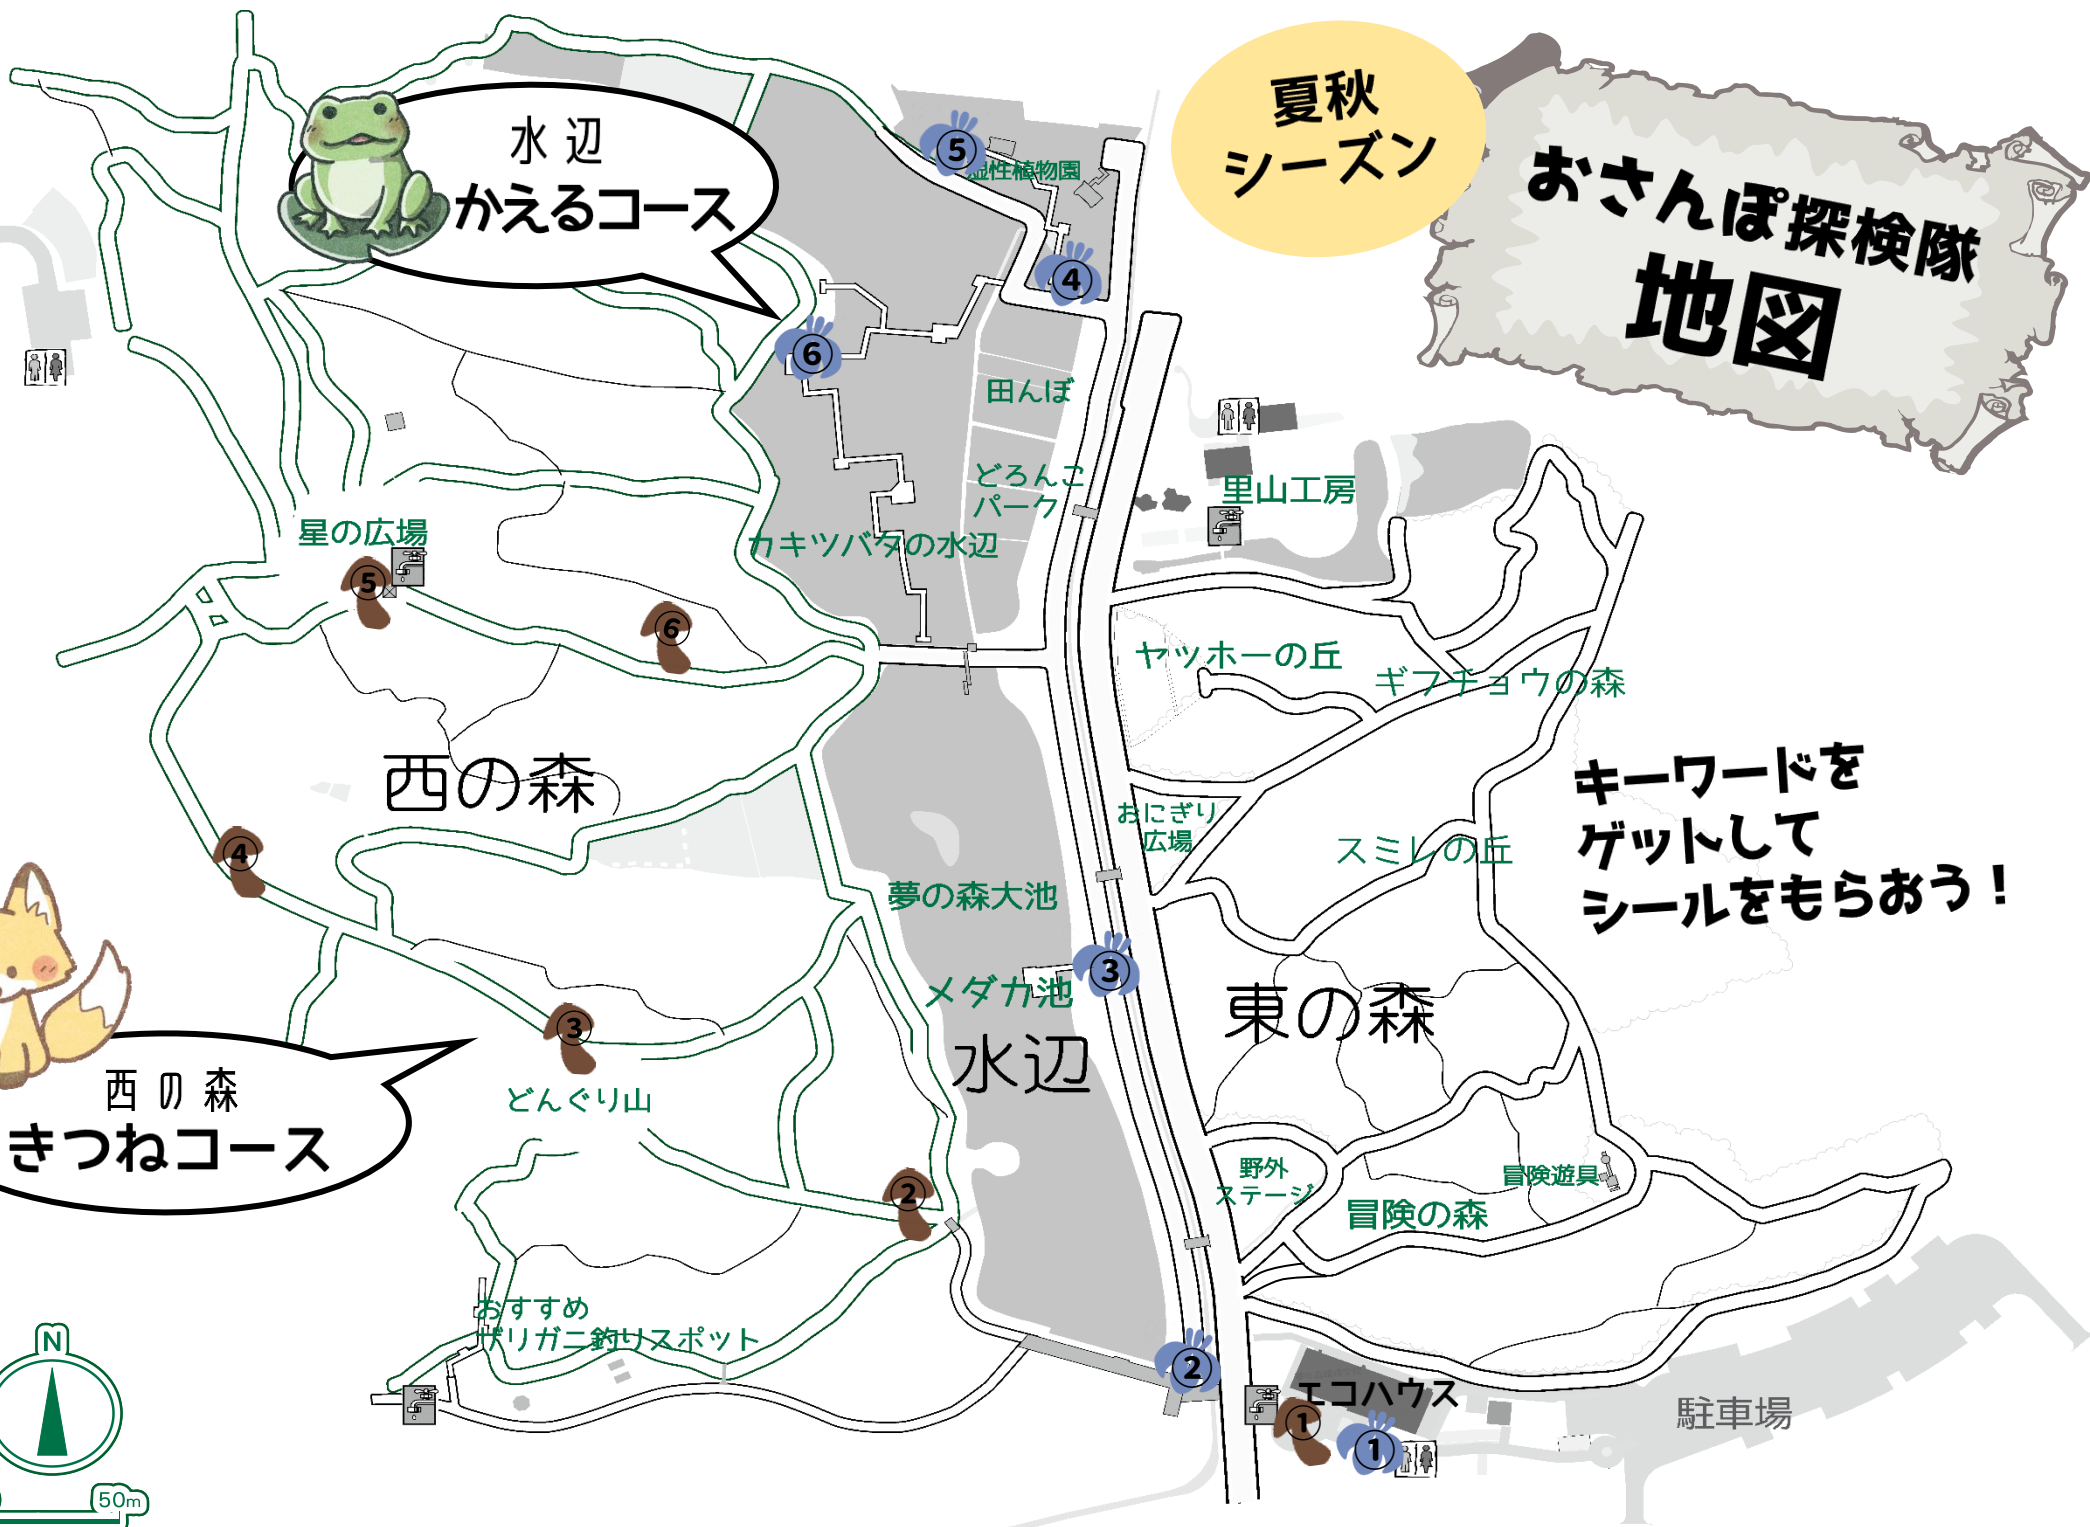 夏秋
シーズン
おさんぽ探検隊
地図
水辺
かえるコース
⑤
湿性植物園
④
⑥
田んぼ
どろんこ
パーク
カキツバタの水辺
里山工房
星の広場
⑤
⑥
ヤッホーの丘
ギフチョウの森
西の森
キーワードを
ゲットして
シールをもらおう！
おにぎり
広場
スミレの丘
④
夢の森大池
③
メダカ池
水辺
東の森
③
どんぐり山
西の森
きつねコース
②
野外
ステージ
冒険遊具
冒険の森
おすすめ
ザリガニ釣りスポット
②
エコハウス
①
①
駐車場
N
50m